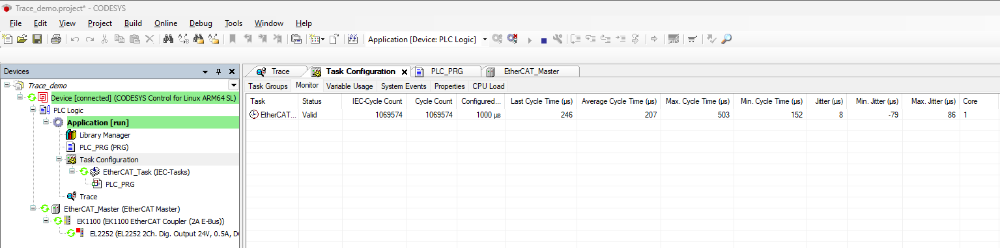 Trace_demo.project* - CODESYS
File Edit View Project Build Online Debug Tools Window Help
Application [Device: PLC Logic]
Devices
Trace Task Configuration PLC_PRG EtherCAT_Master
Task Groups Monitor Variable Usage System Events Properties CPU Load
Trace_demo
Device [connected] (CODESYS Control for Linux ARM64 SL)
PLC Logic
Application [run]
Library Manager
PLC_PRG (PRG)
Task Configuration
EtherCAT_Task (IEC-Tasks)
PLC_PRG
Trace
EtherCAT_Master (EtherCAT Master)
EK1100 (EK1100 EtherCAT Coupler (2A E-Bus))
EL2252 (EL2252 2Ch. Dig. Output 24V, 0.5A, D
Task Status IEC-Cycle Count Cycle Count Configured... Last Cycle Time (µs) Average Cycle Time (µs) Max. Cycle Time (µs) Min. Cycle Time (µs) Jitter (µs) Min. Jitter (µs) Max. Jitter (µs) Core
EtherCAT... Valid 1069574 1069574 1000 µs 246 207 503 152 8 -79 86 1